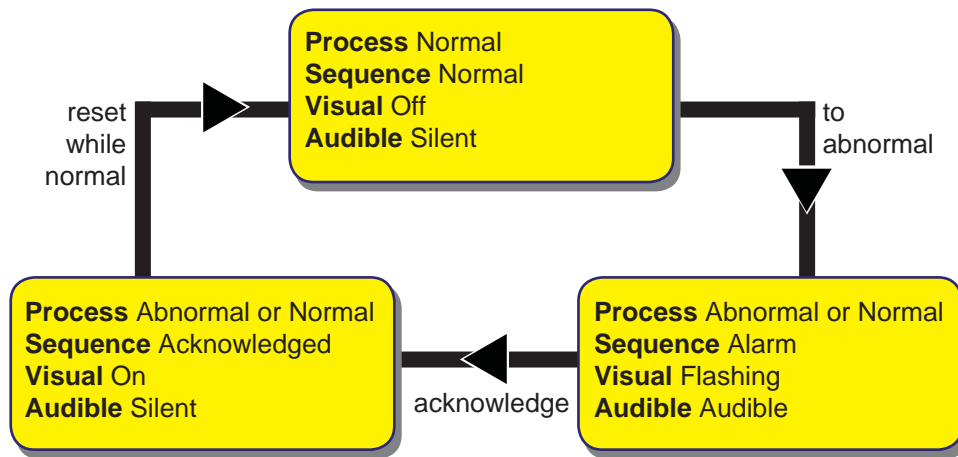 Process Normal
Sequence Normal
Visual Off
Audible Silent
reset
while
normal
to
abnormal
Process Abnormal or Normal
Sequence Acknowledged
Visual On
Audible Silent
acknowledge
Process Abnormal or Normal
Sequence Alarm
Visual Flashing
Audible Audible